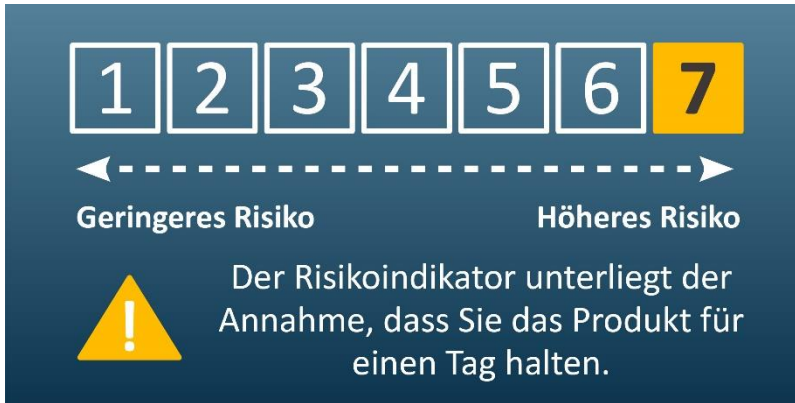 1 2 3 4 5 6 7
Geringeres Risiko Höheres Risiko
Der Risikoindikator unterliegt der
Annahme, dass Sie das Produkt für
einen Tag halten.
!